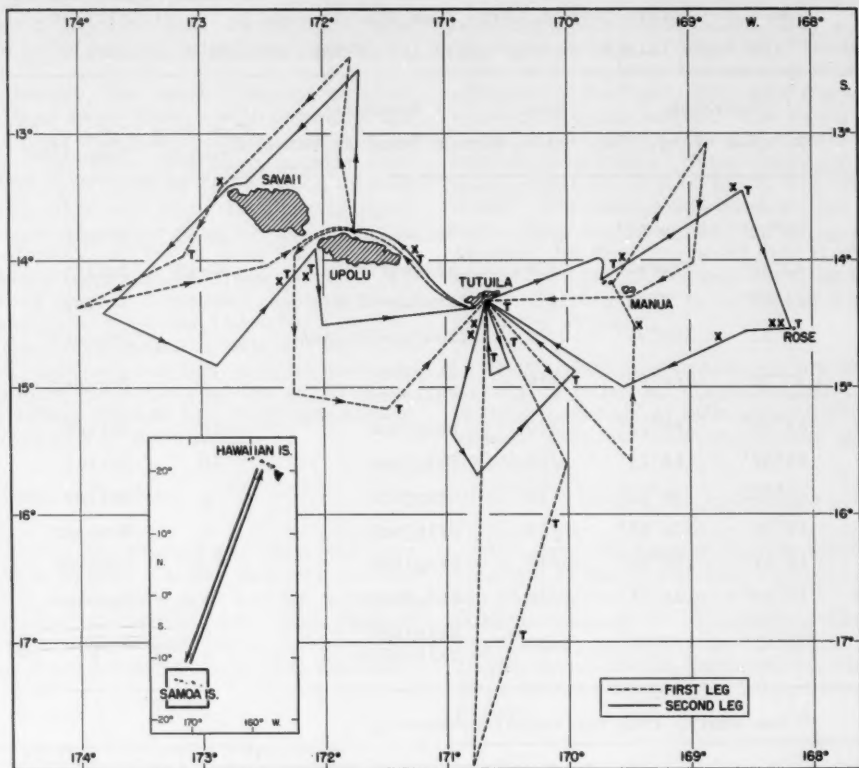 174° 173° 172° 171° 170° 169° W. 168°
S.
13° 13°
X X T
SAVAII
14° T X T X T X T 14°
UPOLU
TUTUILA
MANUA
T X X X X T
ROSE
X X T
T T
15° 15°
T
HAWAIIAN IS.
20°
16° 16°
10° T
N.
0°
S.
17° T 17°
10°
SAMOA IS.
20°
170° 160° W.
FIRST LEG
SECOND LEG
174° 173° 172° 171° 170° 169° 168°